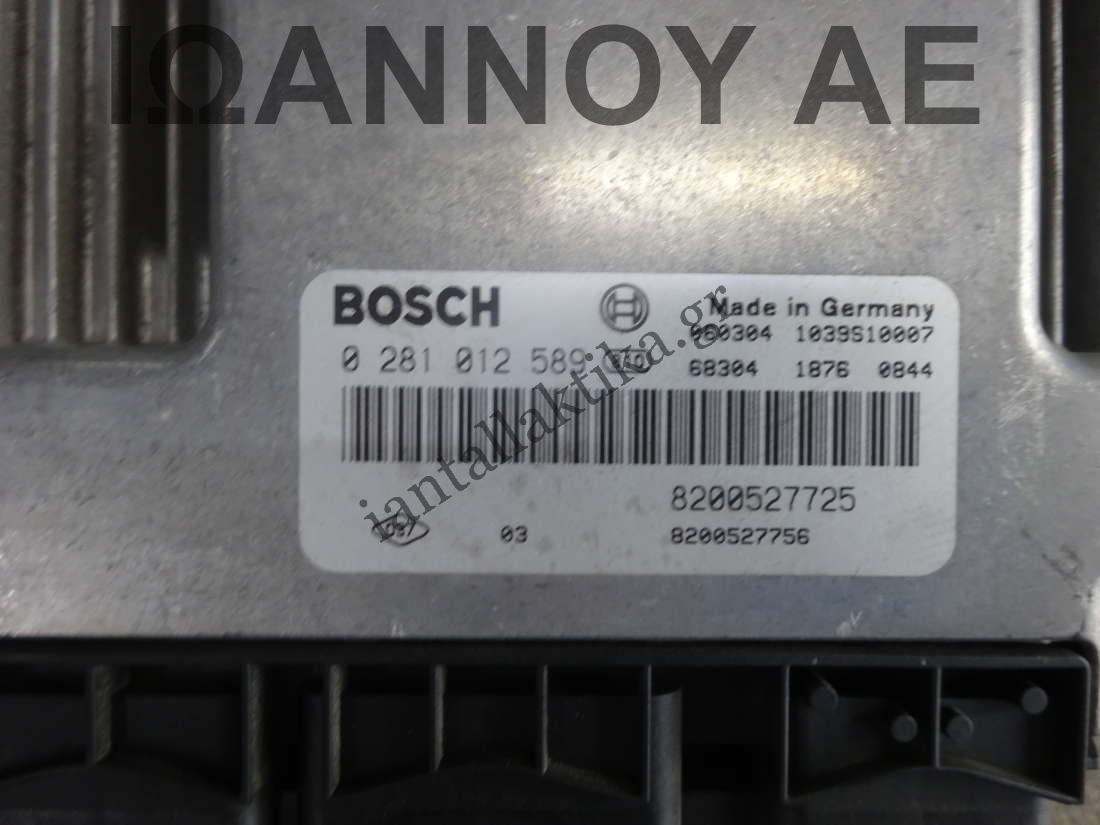 ΙΩΑΝΝΟΥ ΑΕ
BOSCH Made in Germany
060304 1039S10007
0 281 012 589
68304 1876 0844
iantallaktika.gr
8200527725
03 8200527756